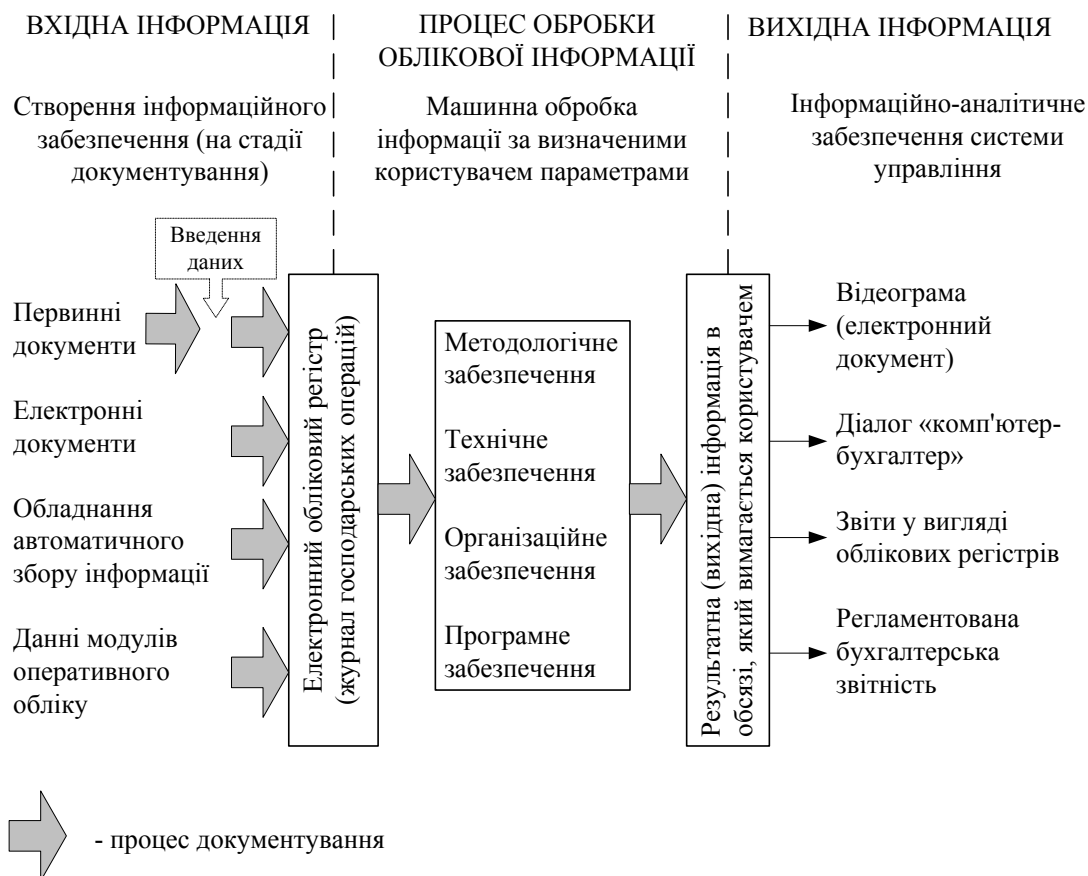 ВХІДНА ІНФОРМАЦІЯ
Створення інформаційного
забезпечення (на стадії
документування)
ПРОЦЕС ОБРОБКИ
ОБЛІКОВОЇ ІНФОРМАЦІЇ
Машинна обробка
інформації за визначеними
користувачем параметрами
ВИХІДНА ІНФОРМАЦІЯ
Інформаційно-аналітичне
забезпечення системи
управління
Введення
даних
Первинні
документи
Електронні
документи
Обладнання
автоматичного
збору інформації
Данні модулів
оперативного
обліку
Електронний обліковий регістр
(журнал господарських операцій)
Методологічне
забезпечення
Технічне
забезпечення
Організаційне
забезпечення
Програмне
забезпечення
Результатна (вихідна) інформація в
обсязі, який вимагається користувачем
Відеограма
(електронний
документ)
Діалог «комп'ютер-
бухгалтер»
Звіти у вигляді
облікових регістрів
Регламентована
бухгалтерська
звітність
- процес документування